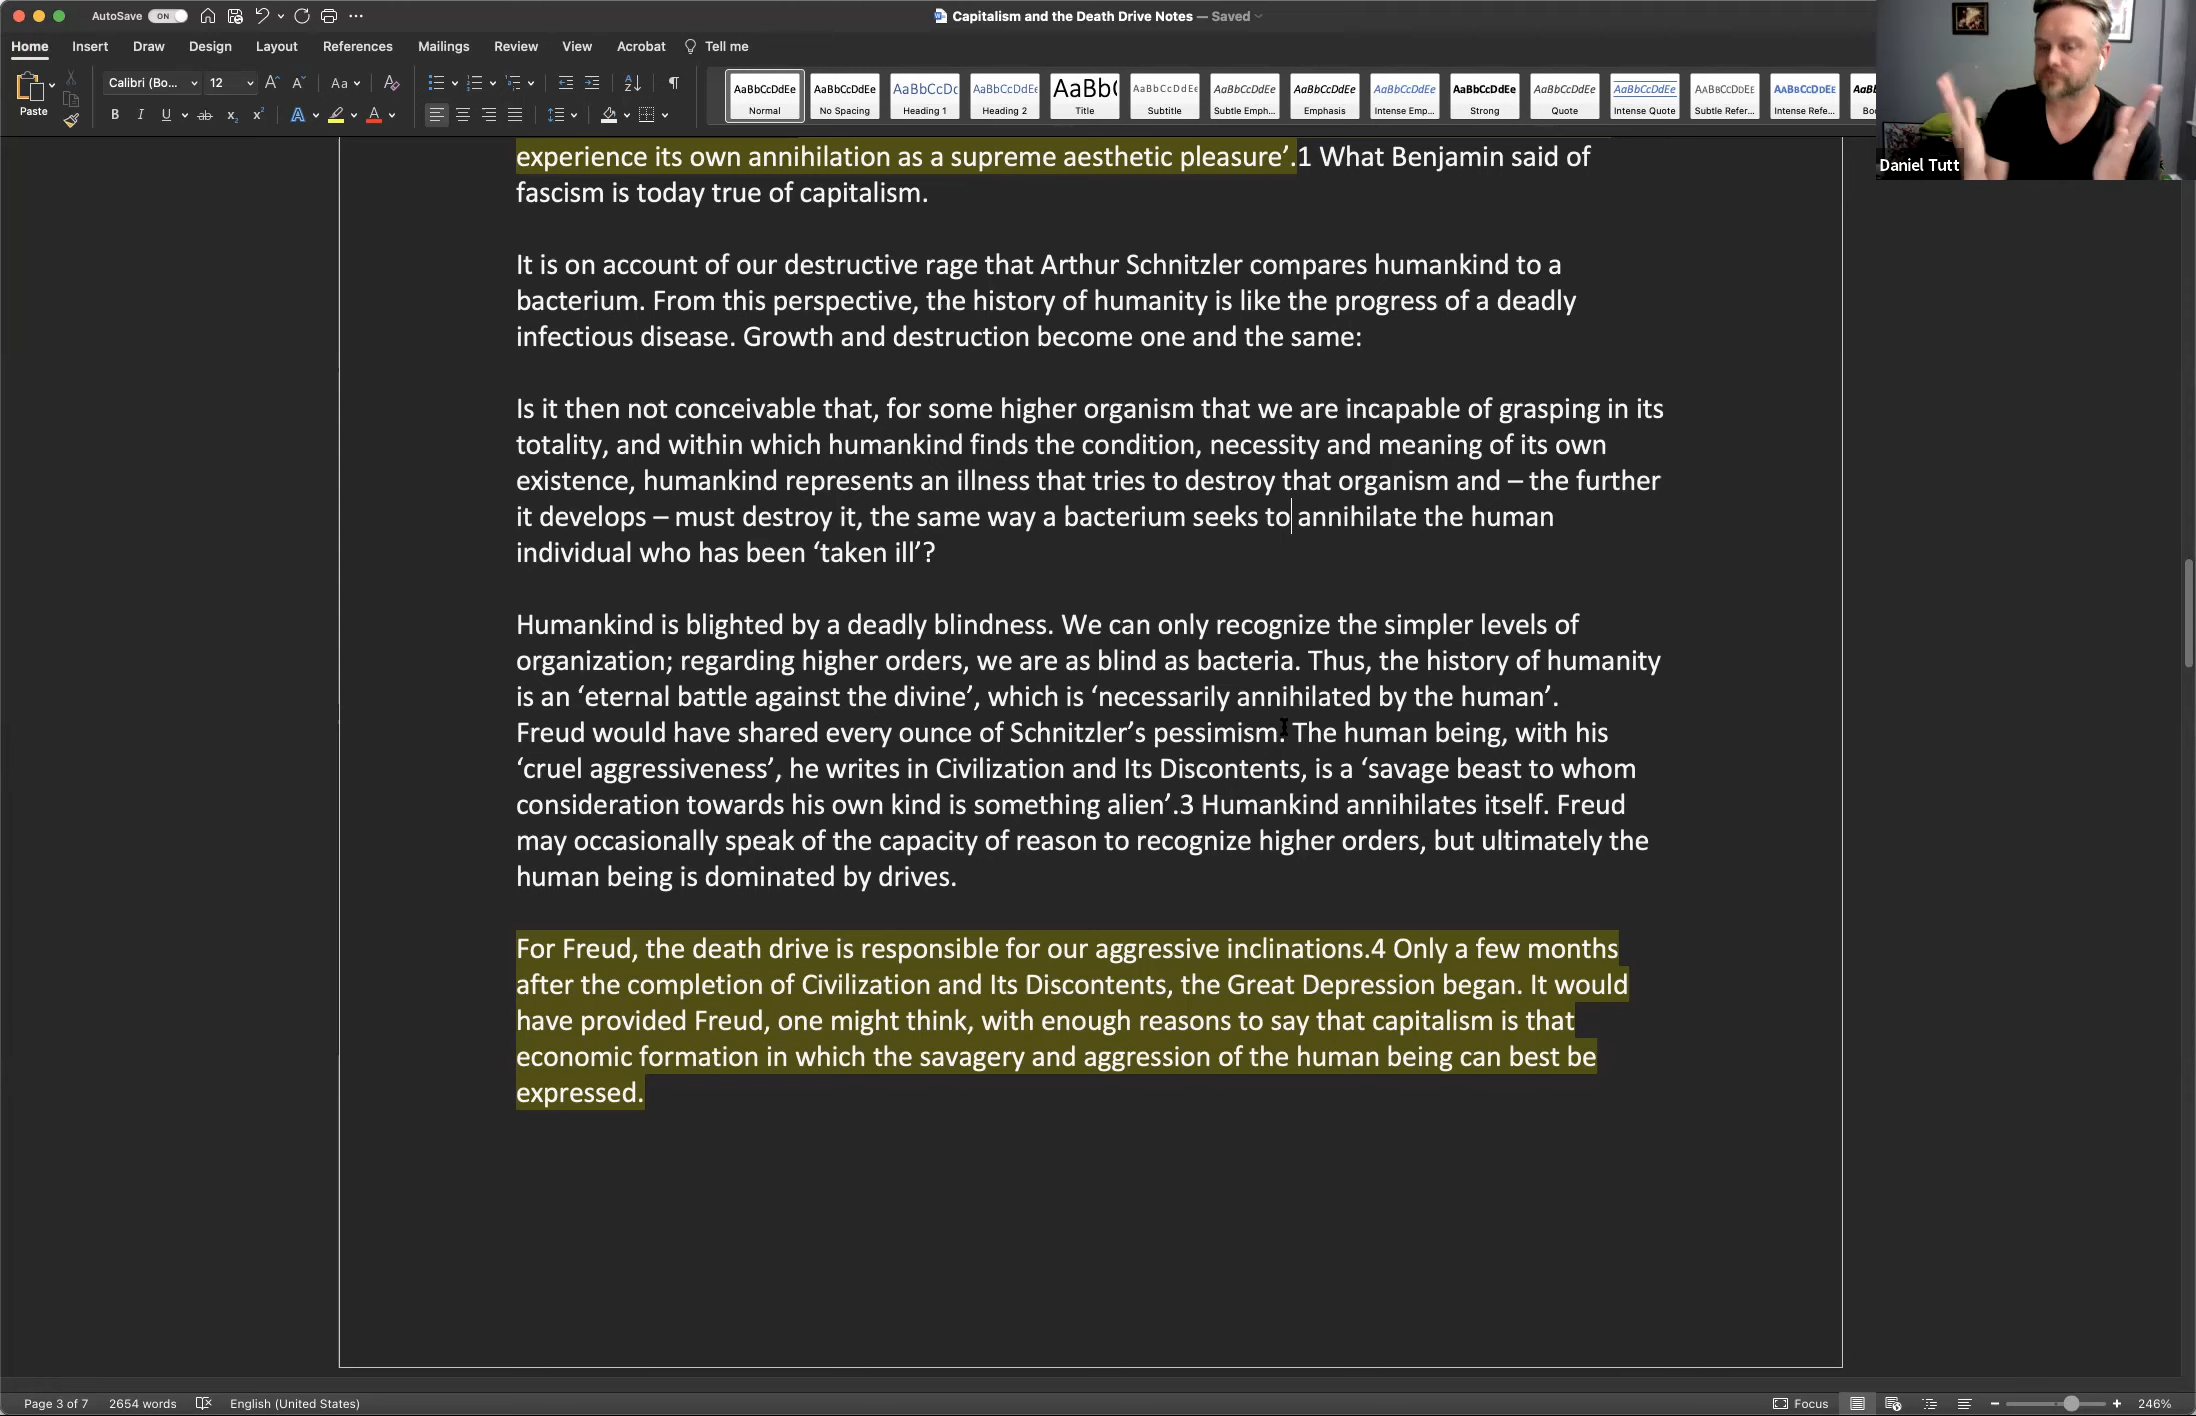 AutoSave ON
Capitalism and the Death Drive Notes — Saved
Home Insert Draw Design Layout References Mailings Review View Acrobat Tell me
Paste
Calibri (Bo... 12
AaBbCcDdEe Normal
AaBbCcDdEe No Spacing
AaBbCcDc Heading 1
AaBbCcDdEe Heading 2
AaBb( Title
AaBbCcDdEe Subtitle
AaBbCcDdEe Subtle Emph...
AaBbCcDdEe Emphasis
AaBbCcDdEe Intense Emp...
AaBbCcDdEe Strong
AaBbCcDdEe Quote
AaBbCcDdEe Intense Quote
AaBbCcDdEe Subtle Refer...
AaBbCcDdEe Intense Refe...
Daniel Tutt
experience its own annihilation as a supreme aesthetic pleasure’.1 What Benjamin said of
fascism is today true of capitalism.
It is on account of our destructive rage that Arthur Schnitzler compares humankind to a
bacterium. From this perspective, the history of humanity is like the progress of a deadly
infectious disease. Growth and destruction become one and the same:
Is it then not conceivable that, for some higher organism that we are incapable of grasping in its
totality, and within which humankind finds the condition, necessity and meaning of its own
existence, humankind represents an illness that tries to destroy that organism and – the further
it develops – must destroy it, the same way a bacterium seeks to annihilate the human
individual who has been ‘taken ill’?
Humankind is blighted by a deadly blindness. We can only recognize the simpler levels of
organization; regarding higher orders, we are as blind as bacteria. Thus, the history of humanity
is an ‘eternal battle against the divine’, which is ‘necessarily annihilated by the human’.
Freud would have shared every ounce of Schnitzler’s pessimism. The human being, with his
‘cruel aggressiveness’, he writes in Civilization and Its Discontents, is a ‘savage beast to whom
consideration towards his own kind is something alien’.3 Humankind annihilates itself. Freud
may occasionally speak of the capacity of reason to recognize higher orders, but ultimately the
human being is dominated by drives.
For Freud, the death drive is responsible for our aggressive inclinations.4 Only a few months
after the completion of Civilization and Its Discontents, the Great Depression began. It would
have provided Freud, one might think, with enough reasons to say that capitalism is that
economic formation in which the savagery and aggression of the human being can best be
expressed.
Page 3 of 7 2654 words English (United States) Focus 246%